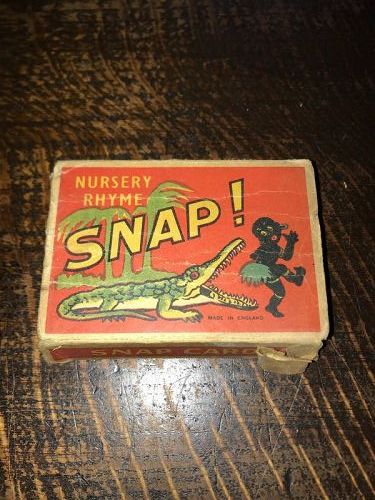 NURSERY
RHYME
SNAP!
MADE IN ENGLAND
SNAP CARDS